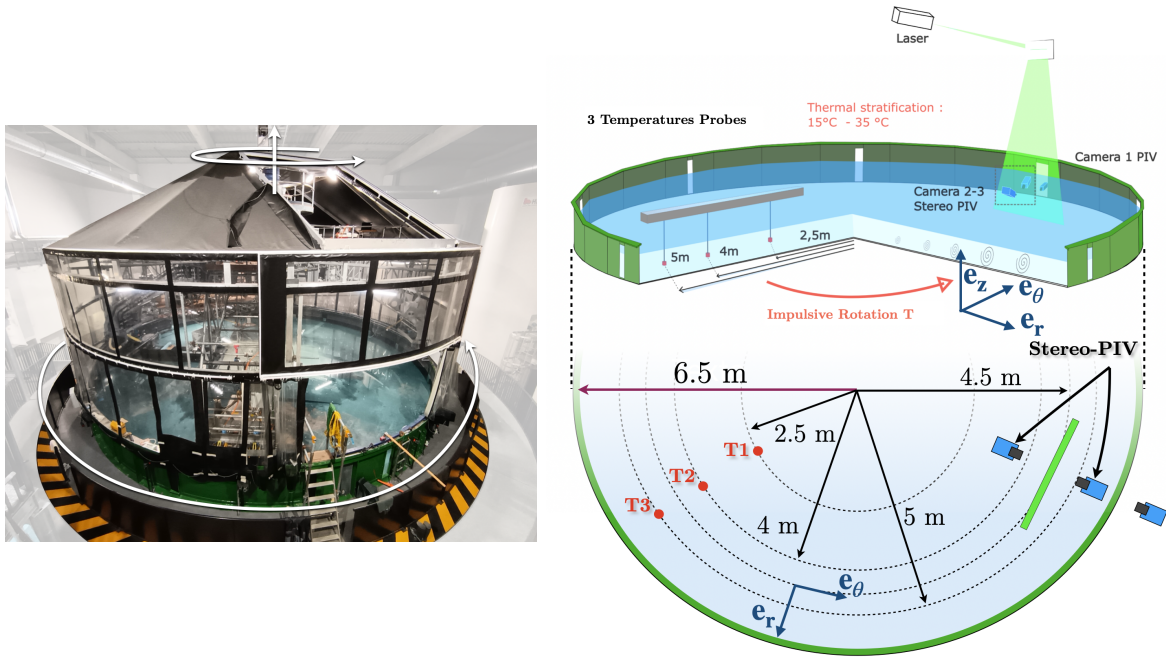 Laser
3 Temperatures Probes
Thermal stratification :
15°C - 35 °C
Camera 1 PIV
Camera 2-3
Stereo PIV
2,5m
4m
5m
e_z
e_θ
e_r
Impulsive Rotation T
Stereo-PIV
6.5 m
4.5 m
2.5 m
T1
T2
T3
4 m
5 m
e_θ
e_r